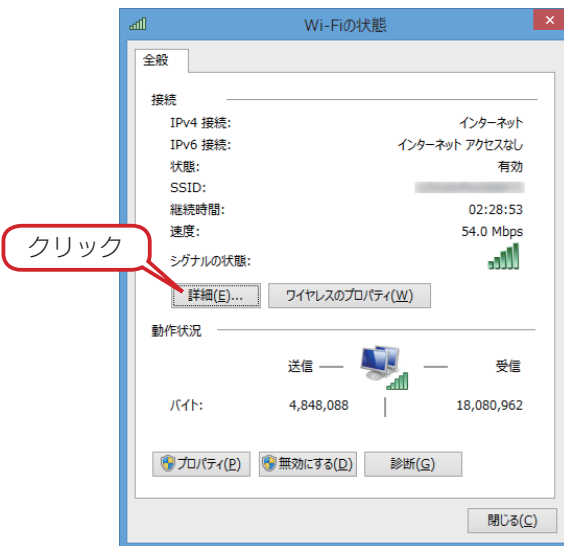 Wi-Fiの状態
全般
接続
IPv4 接続: インターネット
IPv6 接続: インターネット アクセスなし
状態: 有効
SSID:
継続時間: 02:28:53
速度: 54.0 Mbps
シグナルの状態:
クリック
詳細(E)... ワイヤレスのプロパティ(W)
動作状況
送信 受信
バイト: 4,848,088 18,080,962
プロパティ(P) 無効にする(D) 診断(G)
閉じる(C)